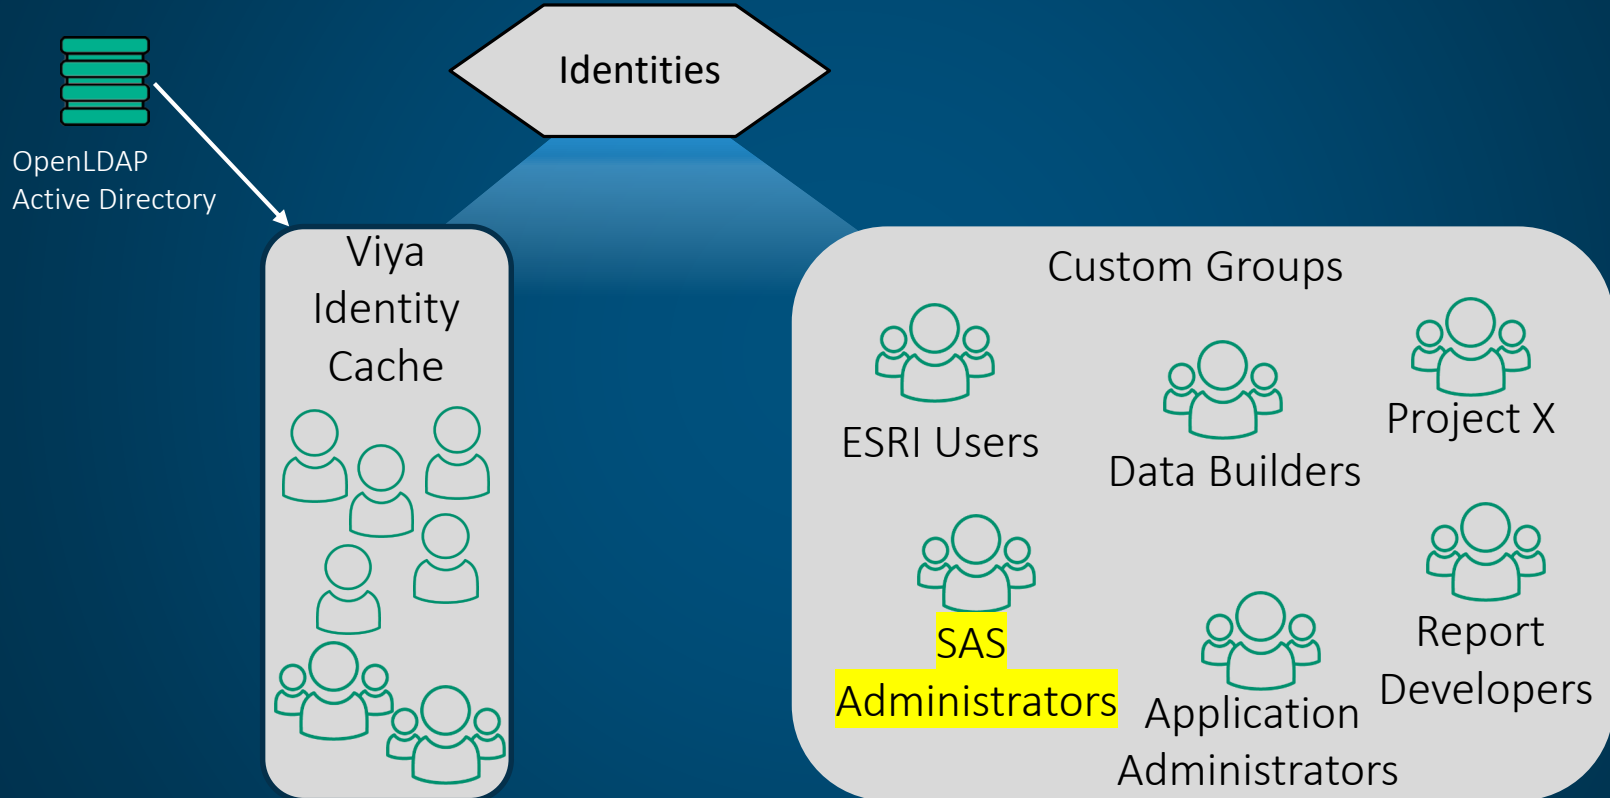 Identities
OpenLDAP
Active Directory
Viya
Identity
Cache
Custom Groups
ESRI Users
Data Builders
Project X
SAS
Administrators
Application
Administrators
Report
Developers